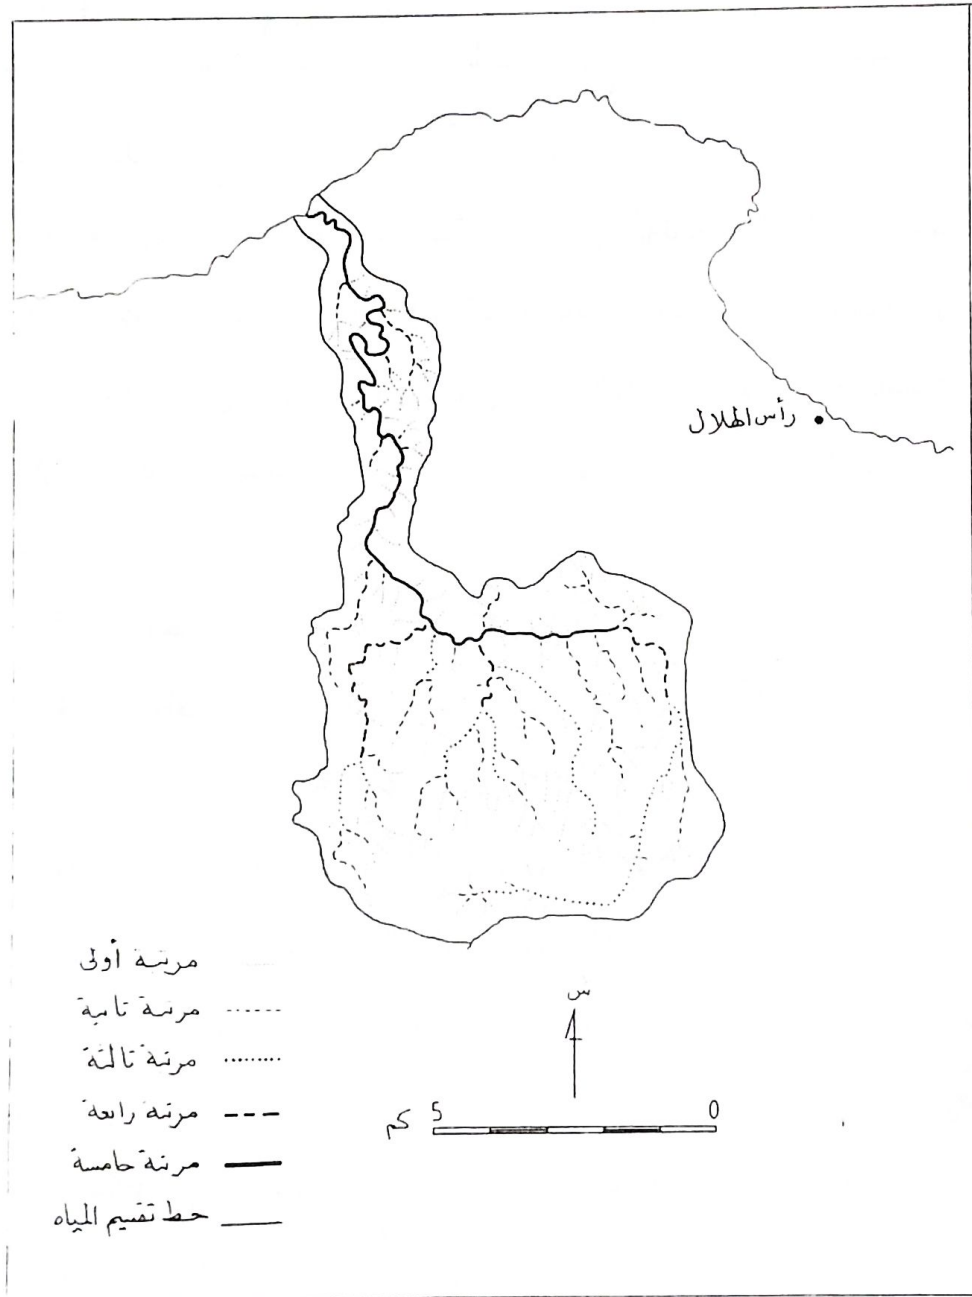 رأس الهلال
مرتبة أولى
مرتبة ثانية
مرتبة ثالثة
مرتبة رابعة
مرتبة خامسة
خط تقسيم المياه
س
كم 5 0